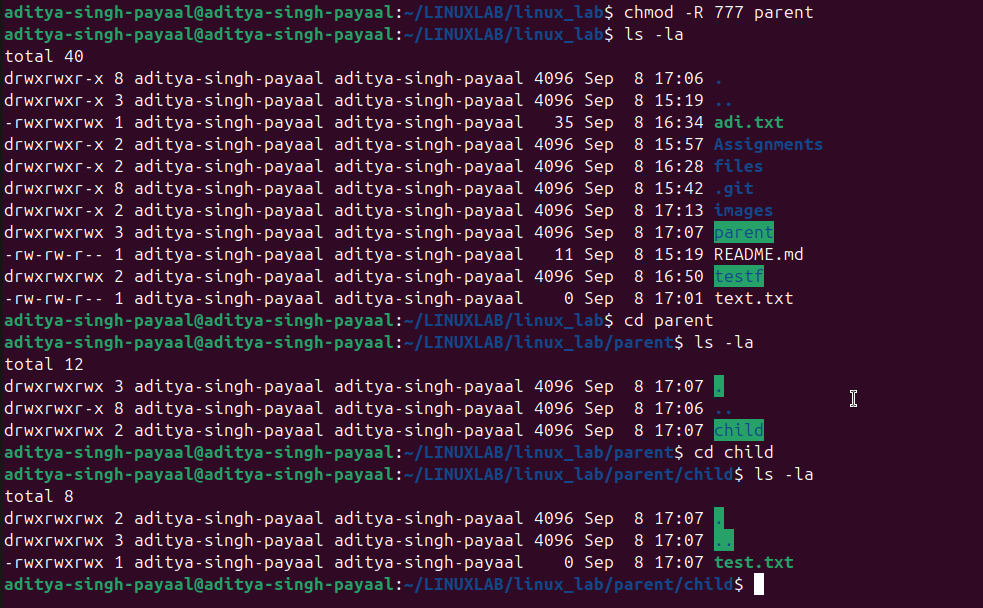 aditya-singh-payaal@aditya-singh-payaal:~/LINUXLAB/linux_lab$ chmod -R 777 parent
aditya-singh-payaal@aditya-singh-payaal:~/LINUXLAB/linux_lab$ ls -la
total 40
drwxrwxr-x 8 aditya-singh-payaal aditya-singh-payaal 4096 Sep  8 17:06 .
drwxrwxr-x 3 aditya-singh-payaal aditya-singh-payaal 4096 Sep  8 15:19 ..
-rwxrwxrwx 1 aditya-singh-payaal aditya-singh-payaal   35 Sep  8 16:34 adi.txt
drwxrwxr-x 2 aditya-singh-payaal aditya-singh-payaal 4096 Sep  8 15:57 Assignments
drwxrwxr-x 2 aditya-singh-payaal aditya-singh-payaal 4096 Sep  8 16:28 files
drwxrwxr-x 8 aditya-singh-payaal aditya-singh-payaal 4096 Sep  8 15:42 .git
drwxrwxr-x 2 aditya-singh-payaal aditya-singh-payaal 4096 Sep  8 17:13 images
drwxrwxrwx 3 aditya-singh-payaal aditya-singh-payaal 4096 Sep  8 17:07 parent
-rw-rw-r-- 1 aditya-singh-payaal aditya-singh-payaal   11 Sep  8 15:19 README.md
drwxrwxrwx 2 aditya-singh-payaal aditya-singh-payaal 4096 Sep  8 16:50 testf
-rw-rw-r-- 1 aditya-singh-payaal aditya-singh-payaal    0 Sep  8 17:01 text.txt
aditya-singh-payaal@aditya-singh-payaal:~/LINUXLAB/linux_lab$ cd parent
aditya-singh-payaal@aditya-singh-payaal:~/LINUXLAB/linux_lab/parent$ ls -la
total 12
drwxrwxrwx 3 aditya-singh-payaal aditya-singh-payaal 4096 Sep  8 17:07 .
drwxrwxr-x 8 aditya-singh-payaal aditya-singh-payaal 4096 Sep  8 17:06 ..
drwxrwxrwx 2 aditya-singh-payaal aditya-singh-payaal 4096 Sep  8 17:07 child
aditya-singh-payaal@aditya-singh-payaal:~/LINUXLAB/linux_lab/parent$ cd child
aditya-singh-payaal@aditya-singh-payaal:~/LINUXLAB/linux_lab/parent/child$ ls -la
total 8
drwxrwxrwx 2 aditya-singh-payaal aditya-singh-payaal 4096 Sep  8 17:07 .
drwxrwxrwx 3 aditya-singh-payaal aditya-singh-payaal 4096 Sep  8 17:07 ..
-rwxrwxrwx 1 aditya-singh-payaal aditya-singh-payaal    0 Sep  8 17:07 test.txt
aditya-singh-payaal@aditya-singh-payaal:~/LINUXLAB/linux_lab/parent/child$